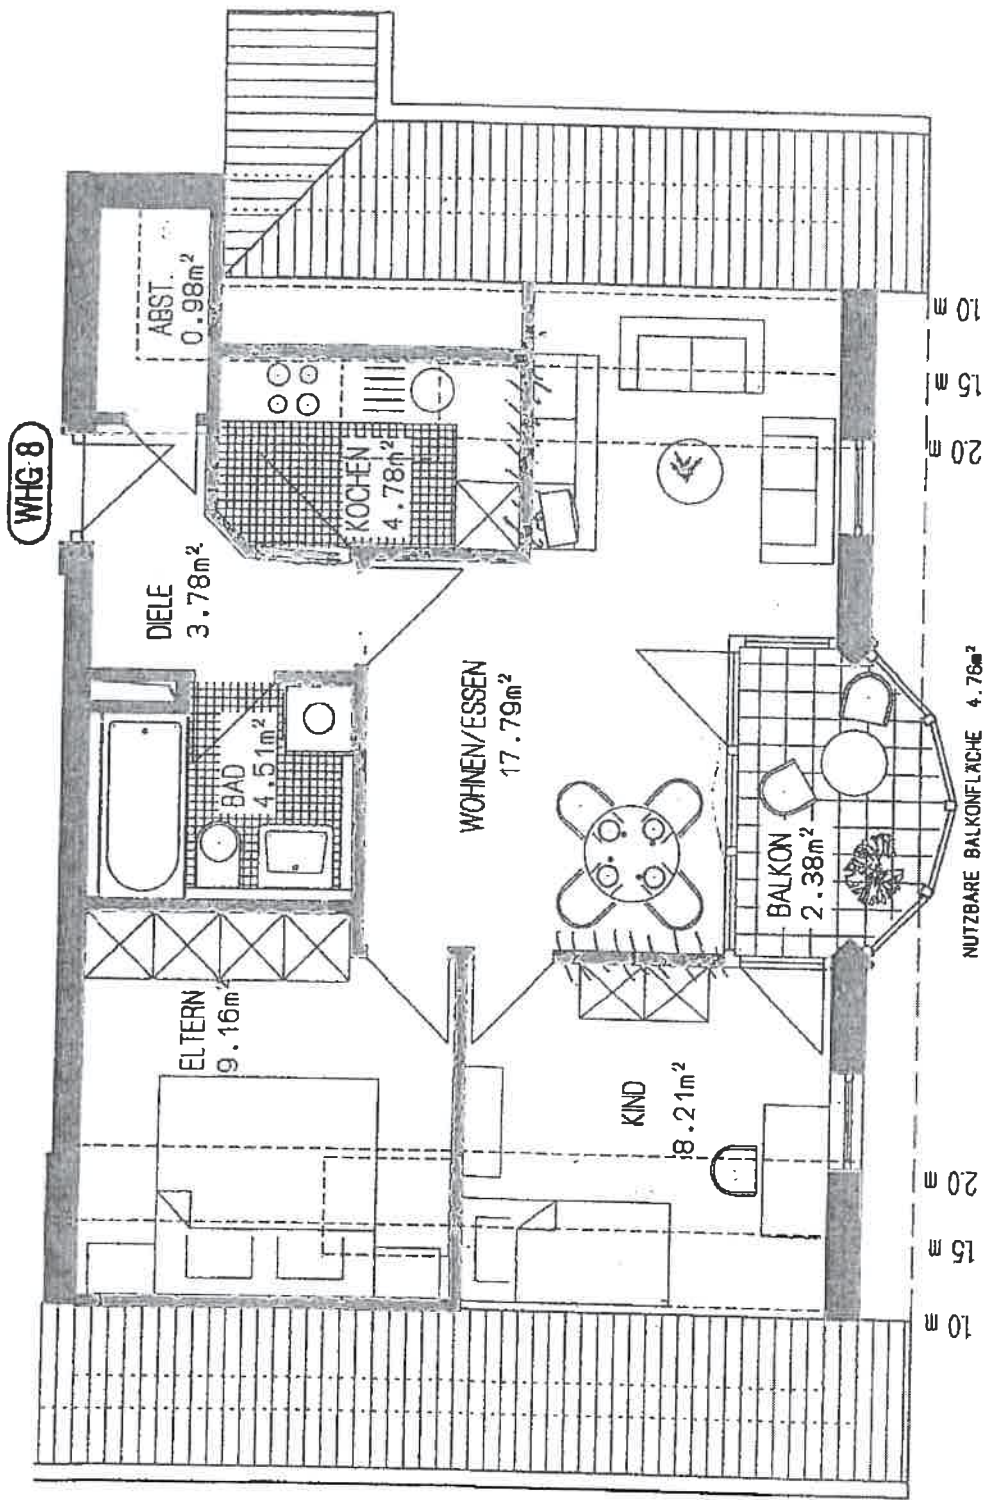 WHG 8
ABST.
0.98m²
DIELE
3.78m²
KOCHEN
4.78m²
BAD
4.51m²
WOHNEN/ESSEN
17.79m²
ELTERN
9.16m²
KIND
8.21m²
BALKON
2.38m²
NUTZBARE BALKONFLÄCHE 4.76m²
1.0 m
1.5 m
2.0 m
2.0 m
1.5 m
1.0 m